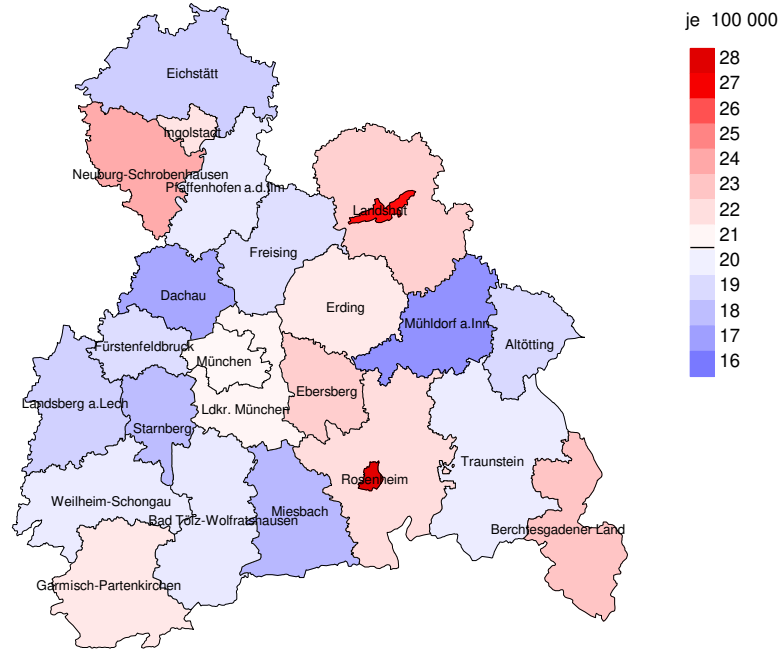 je 100 000
28
27
26
25
24
23
22
21
20
19
18
17
16
Eichstätt
Ingolstadt
Neuburg-Schrobenhausen
Pfaffenhofen a.d.Ilm
Landshut
Freising
Dachau
Erding
Mühldorf a.Inn
Altötting
Fürstenfeldbruck
München
Ebersberg
Landsberg a.Lech
Ldkr. München
Starnberg
Traunstein
Rosenheim
Weilheim-Schongau
Miesbach
Bad Tölz-Wolfratshausen
Berchtesgadener Land
Garmisch-Partenkirchen